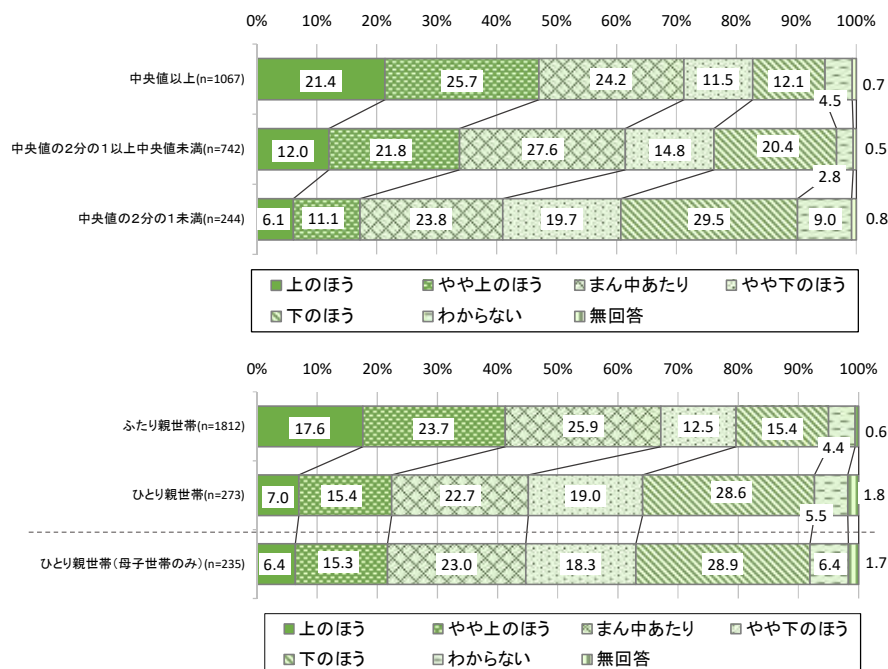 0% 10% 20% 30% 40% 50% 60% 70% 80% 90% 100%
中央値以上(n=1067) 21.4 25.7 24.2 11.5 12.1 4.5 0.7
中央値の2分の1以上中央値未満(n=742) 12.0 21.8 27.6 14.8 20.4 2.8 0.5
中央値の2分の1未満(n=244) 6.1 11.1 23.8 19.7 29.5 9.0 0.8
上のほう やや上のほう まん中あたり やや下のほう
下のほう わからない 無回答
0% 10% 20% 30% 40% 50% 60% 70% 80% 90% 100%
ふたり親世帯(n=1812) 17.6 23.7 25.9 12.5 15.4 4.4 0.6
ひとり親世帯(n=273) 7.0 15.4 22.7 19.0 28.6 5.5 1.8
ひとり親世帯(母子世帯のみ)(n=235) 6.4 15.3 23.0 18.3 28.9 6.4 1.7
上のほう やや上のほう まん中あたり やや下のほう
下のほう わからない 無回答